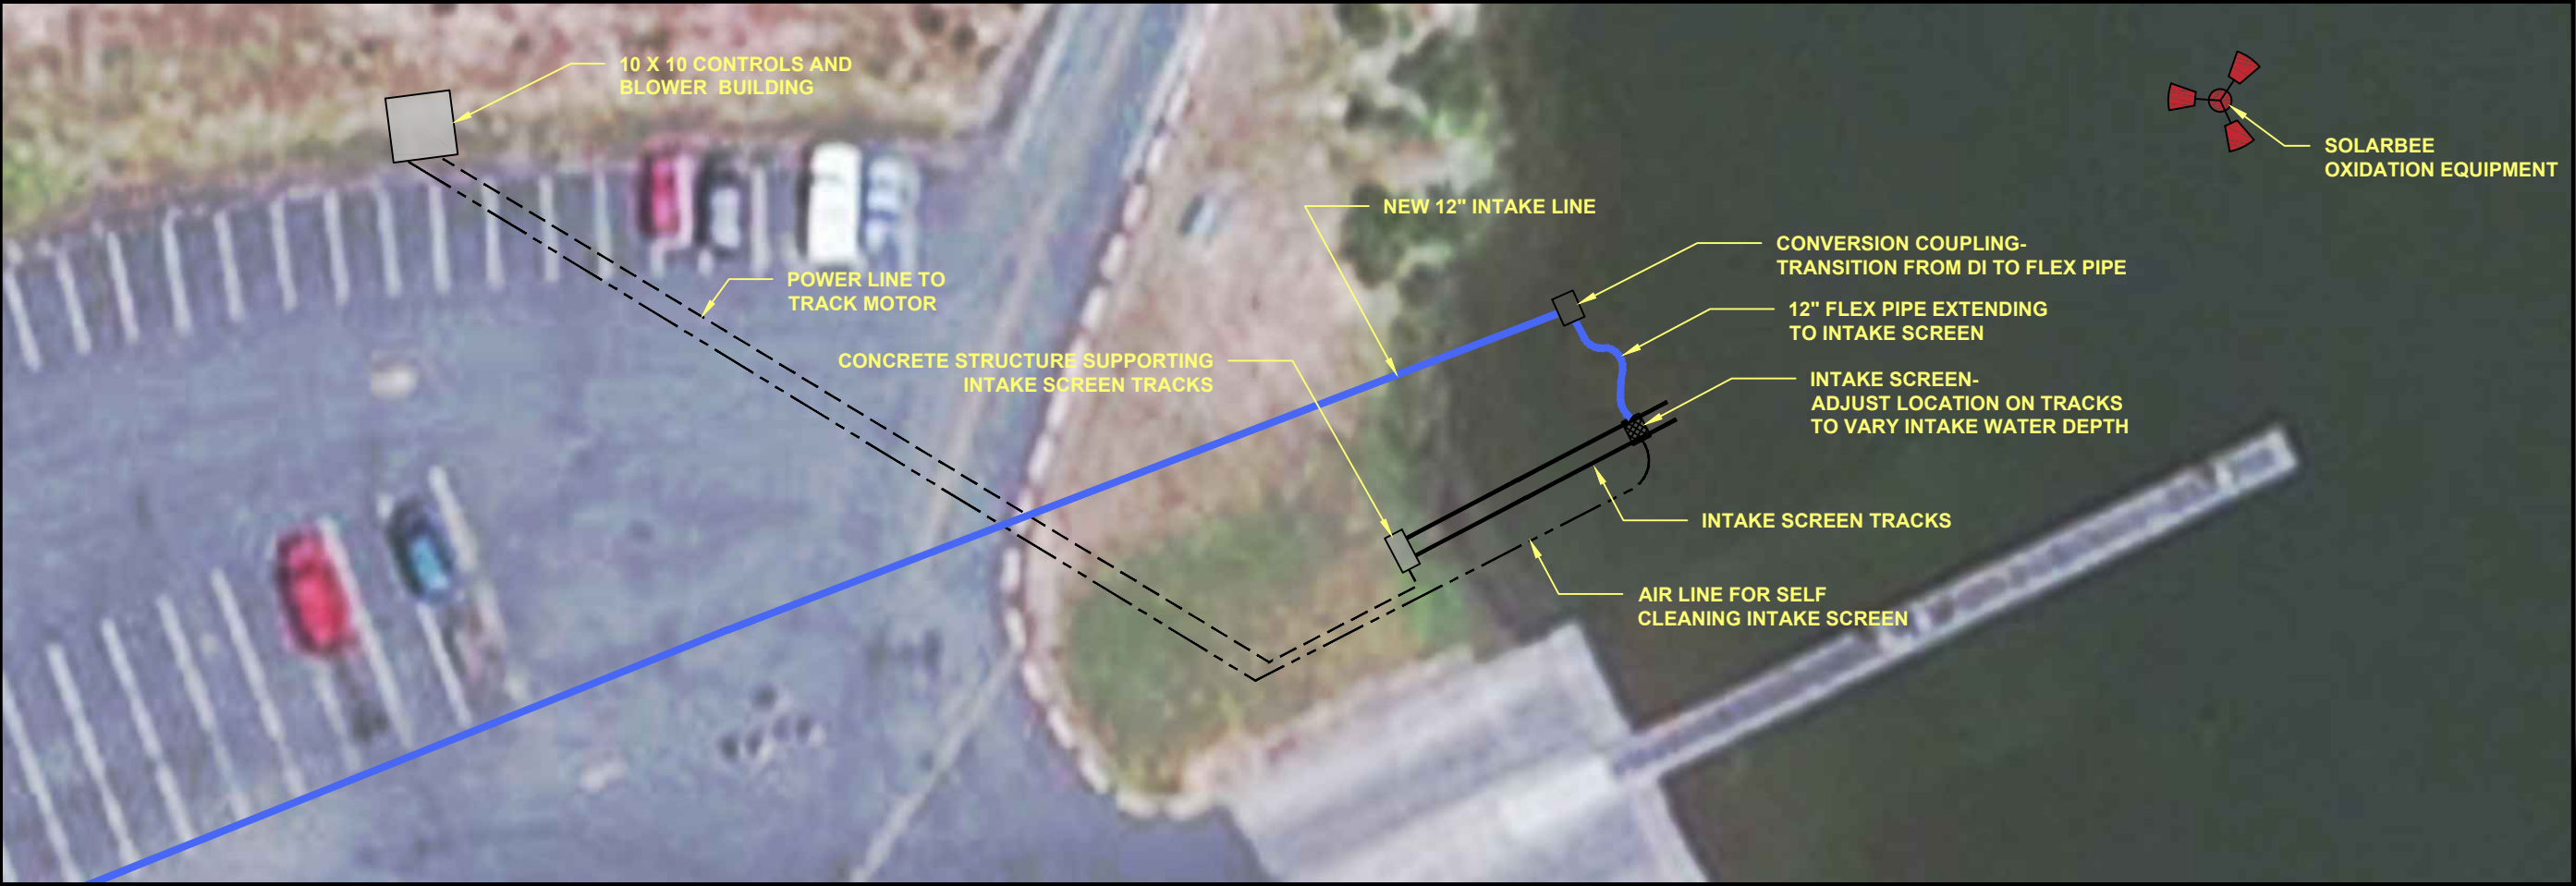 10 X 10 CONTROLS AND
BLOWER BUILDING
SOLARBEE
OXIDATION EQUIPMENT
NEW 12" INTAKE LINE
CONVERSION COUPLING-
TRANSITION FROM DI TO FLEX PIPE
POWER LINE TO
TRACK MOTOR
12" FLEX PIPE EXTENDING
TO INTAKE SCREEN
CONCRETE STRUCTURE SUPPORTING
INTAKE SCREEN TRACKS
INTAKE SCREEN-
ADJUST LOCATION ON TRACKS
TO VARY INTAKE WATER DEPTH
INTAKE SCREEN TRACKS
AIR LINE FOR SELF
CLEANING INTAKE SCREEN